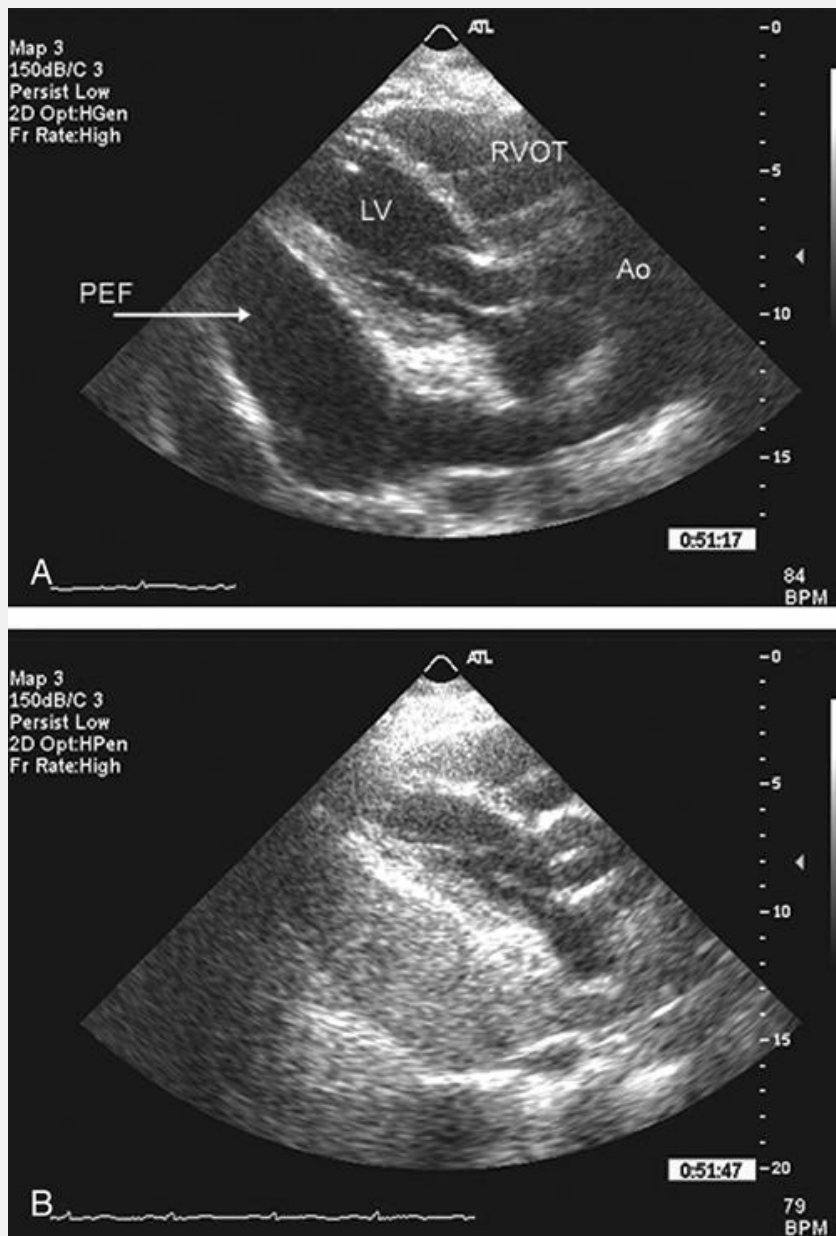 ATL
Map 3
150dB/C 3
Persist Low
2D Opt:HGen
Fr Rate:High
0
RVOT
5
LV
Ao
PEF
10
15
0:51:17
A
84
BPM
ATL
Map 3
150dB/C 3
Persist Low
2D Opt:HPen
Fr Rate:High
0
5
10
15
0:51:47
20
B
79
BPM